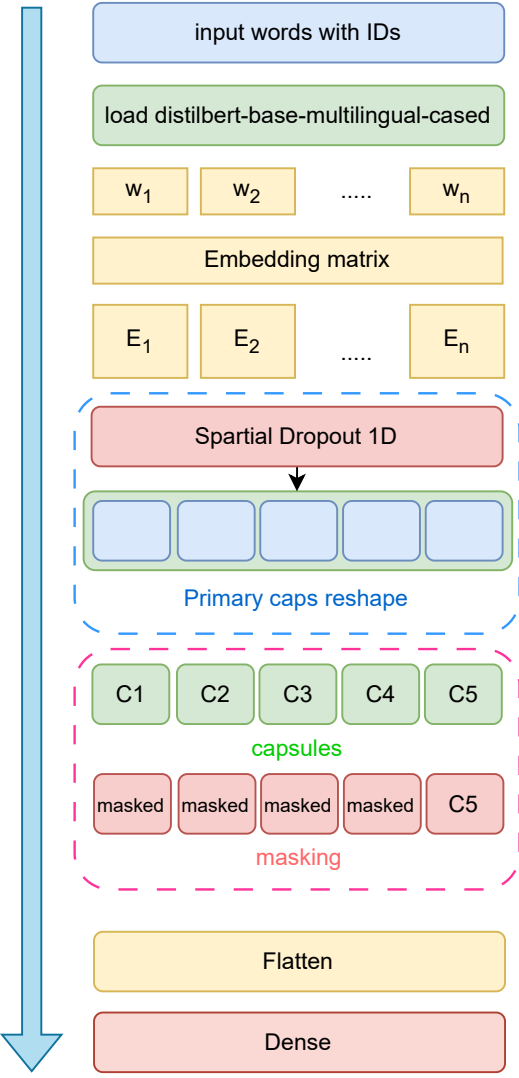 input words with IDs
load distilbert-base-multilingual-cased
w1 w2 ..... wn
Embedding matrix
E1 E2 ..... En
Spartial Dropout 1D
Primary caps reshape
C1 C2 C3 C4 C5
capsules
masked masked masked masked C5
masking
Flatten
Dense